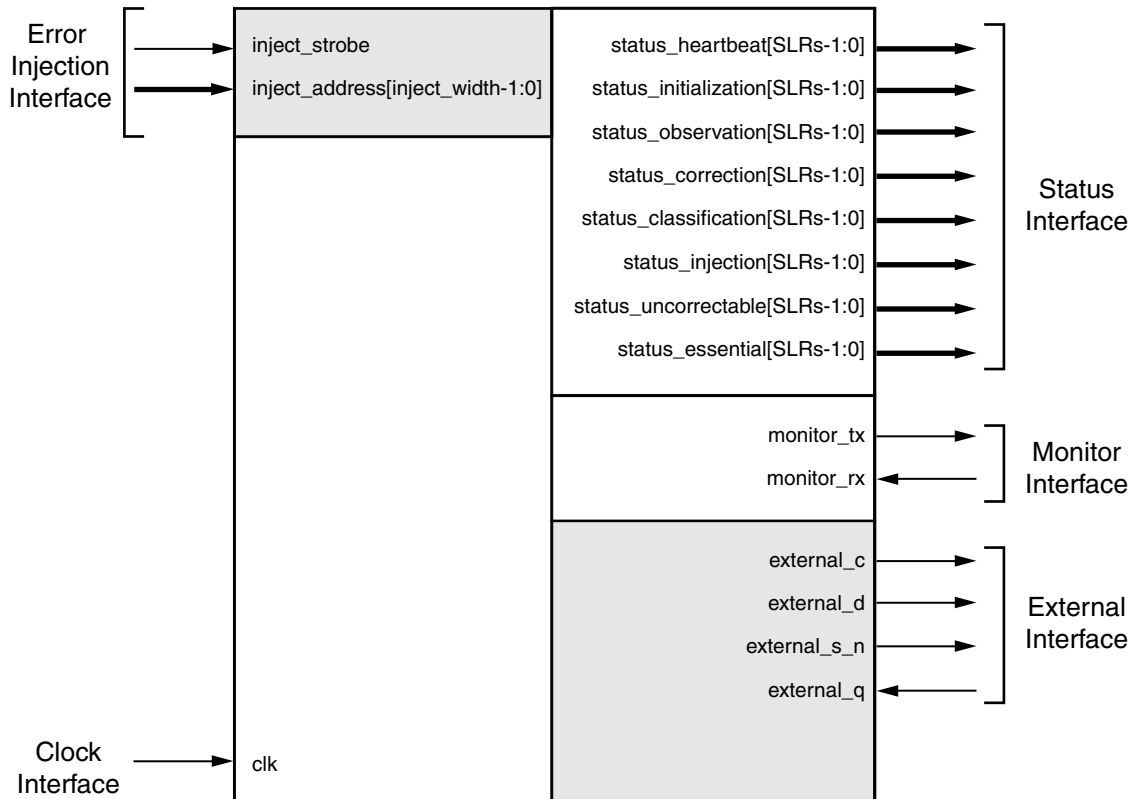 Error
Injection
Interface
inject_strobe
inject_address[inject_width-1:0]
status_heartbeat[SLRs-1:0]
status_initialization[SLRs-1:0]
status_observation[SLRs-1:0]
status_correction[SLRs-1:0]
status_classification[SLRs-1:0]
status_injection[SLRs-1:0]
status_uncorrectable[SLRs-1:0]
status_essential[SLRs-1:0]
Status
Interface
monitor_tx
monitor_rx
Monitor
Interface
external_c
external_d
external_s_n
external_q
External
Interface
Clock
Interface
clk